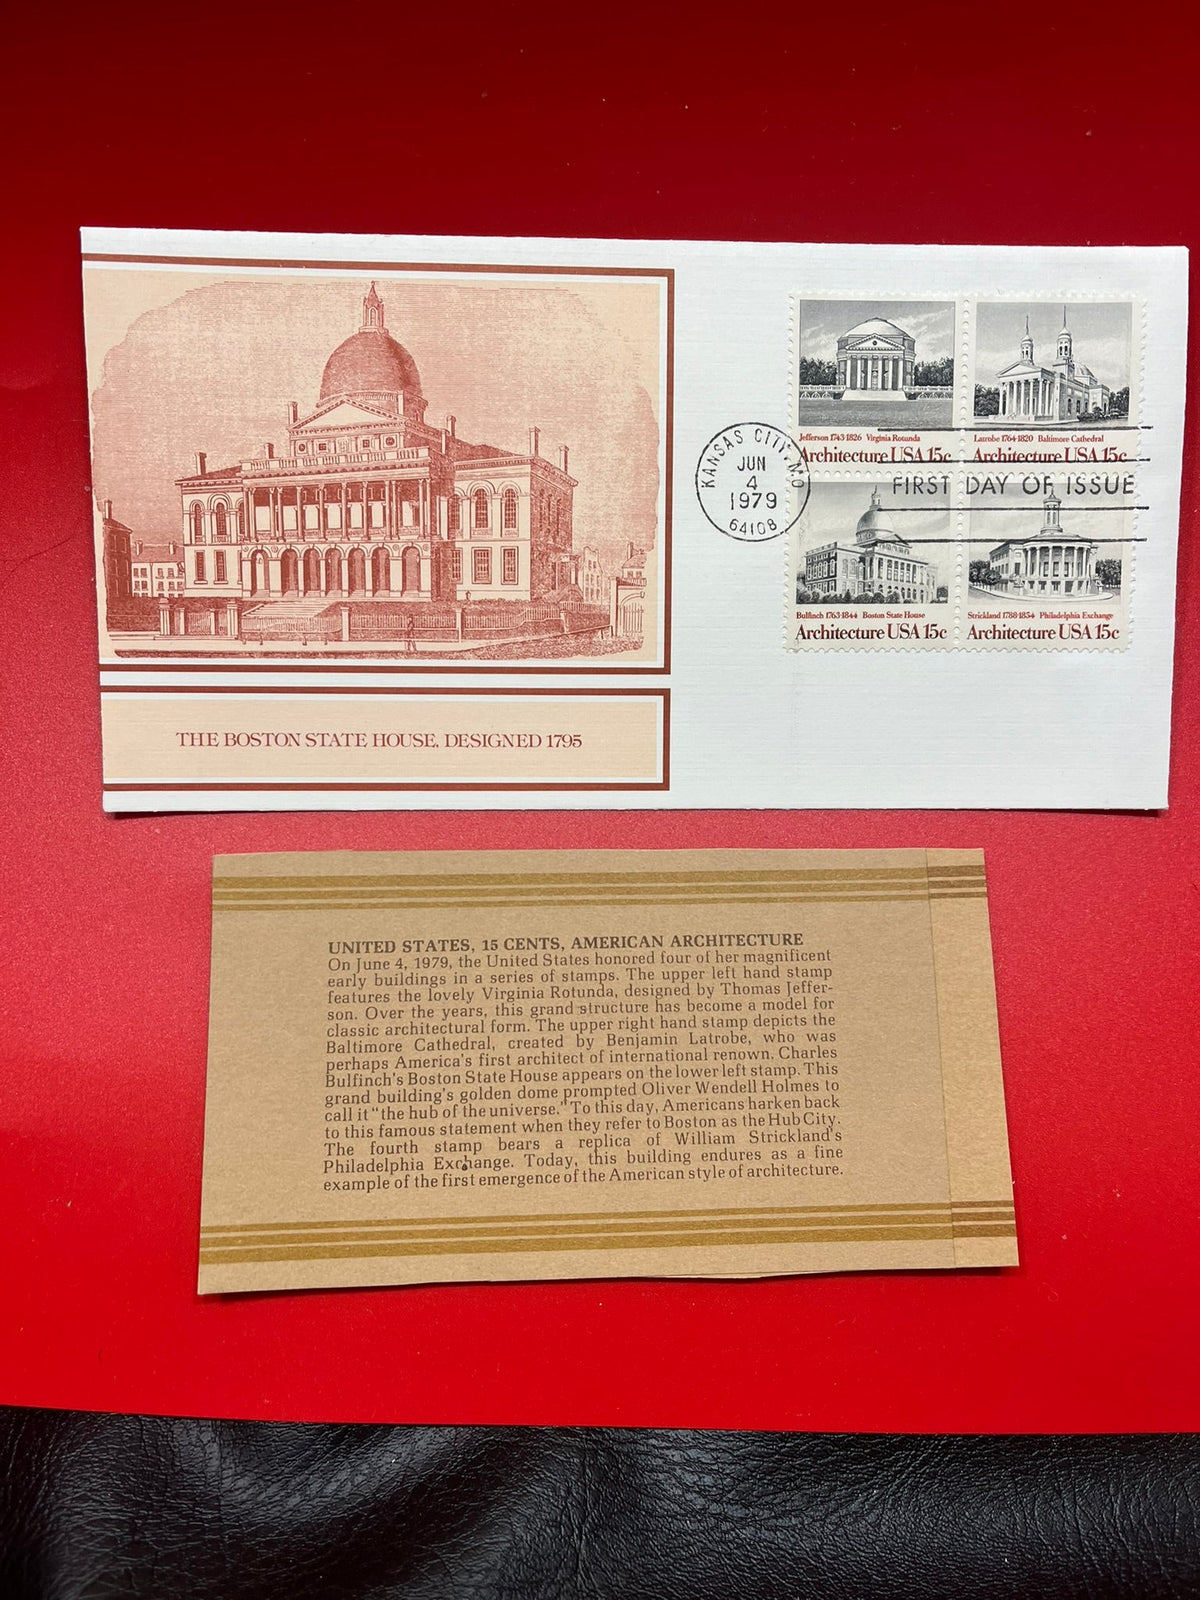 KANSAS CITY, MO
JUN
4
1979
64108
FIRST DAY OF ISSUE
Jefferson 1743-1826 Virginia Rotunda
Architecture USA 15c
Latrobe 1764-1820 Baltimore Cathedral
Architecture USA 15c
Bulfinch 1763-1844 Boston State House
Architecture USA 15c
Strickland 1788-1854 Philadelphia Exchange
Architecture USA 15c
THE BOSTON STATE HOUSE, DESIGNED 1795
UNITED STATES, 15 CENTS, AMERICAN ARCHITECTURE
On June 4, 1979, the United States honored four of her magnificent
early buildings in a series of stamps. The upper left hand stamp
features the lovely Virginia Rotunda, designed by Thomas Jeffer-
son. Over the years, this grand structure has become a model for
classic architectural form. The upper right hand stamp depicts the
Baltimore Cathedral, created by Benjamin Latrobe, who was
perhaps America's first architect of international renown. Charles
Bulfinch's Boston State House appears on the lower left stamp. This
grand building's golden dome prompted Oliver Wendell Holmes to
call it "the hub of the universe." To this day, Americans harken back
to this famous statement when they refer to Boston as the Hub City.
The fourth stamp bears a replica of William Strickland's
Philadelphia Exchange. Today, this building endures as a fine
example of the first emergence of the American style of architecture.